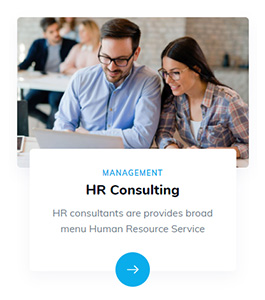 MANAGEMENT
HR Consulting
HR consultants are provides broad
menu Human Resource Service